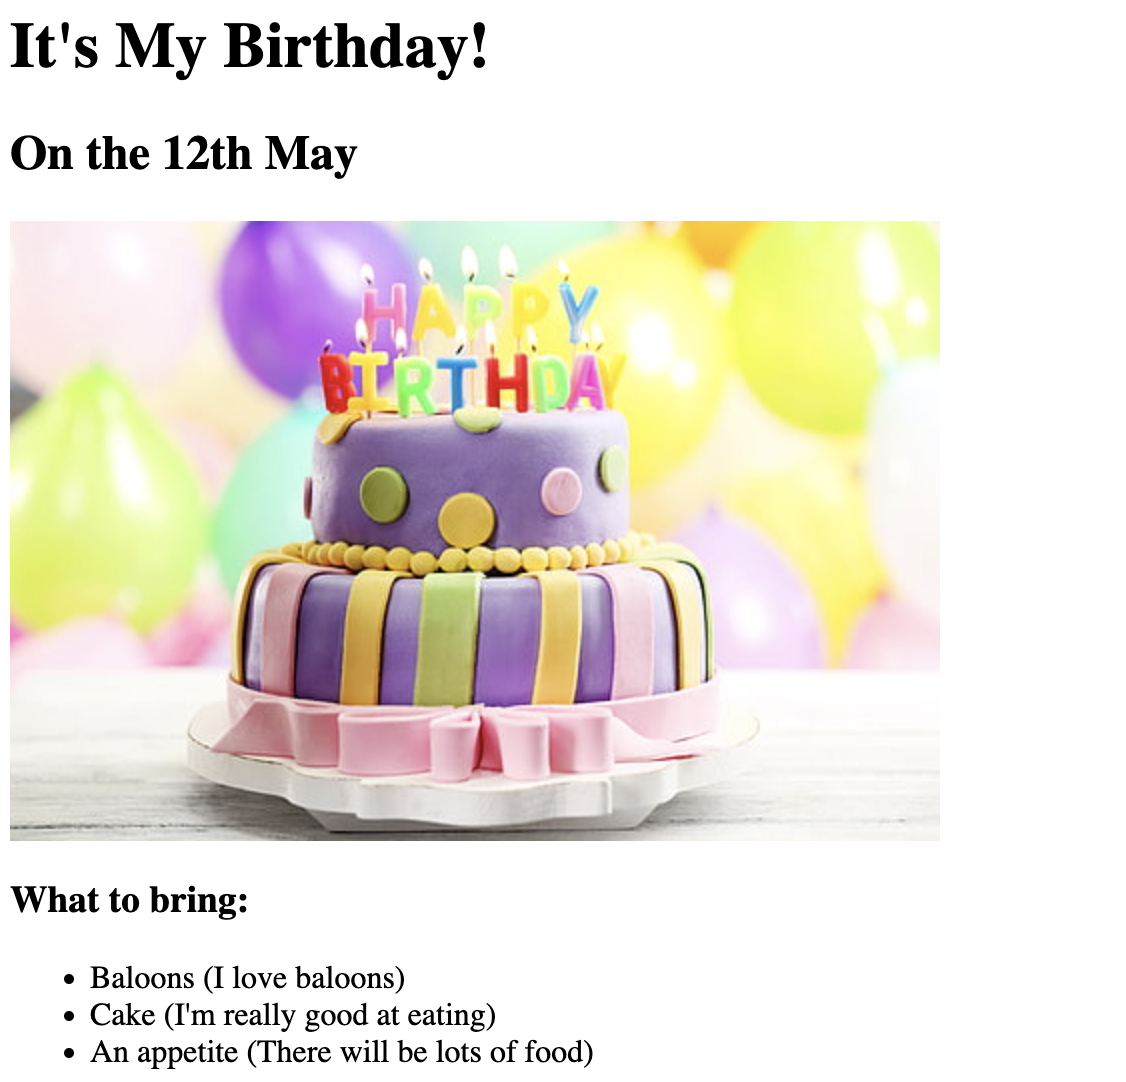 It's My Birthday!
On the 12th May
HAPPY
BIRTHDAY
What to bring:
Baloons (I love baloons)
Cake (I'm really good at eating)
An appetite (There will be lots of food)